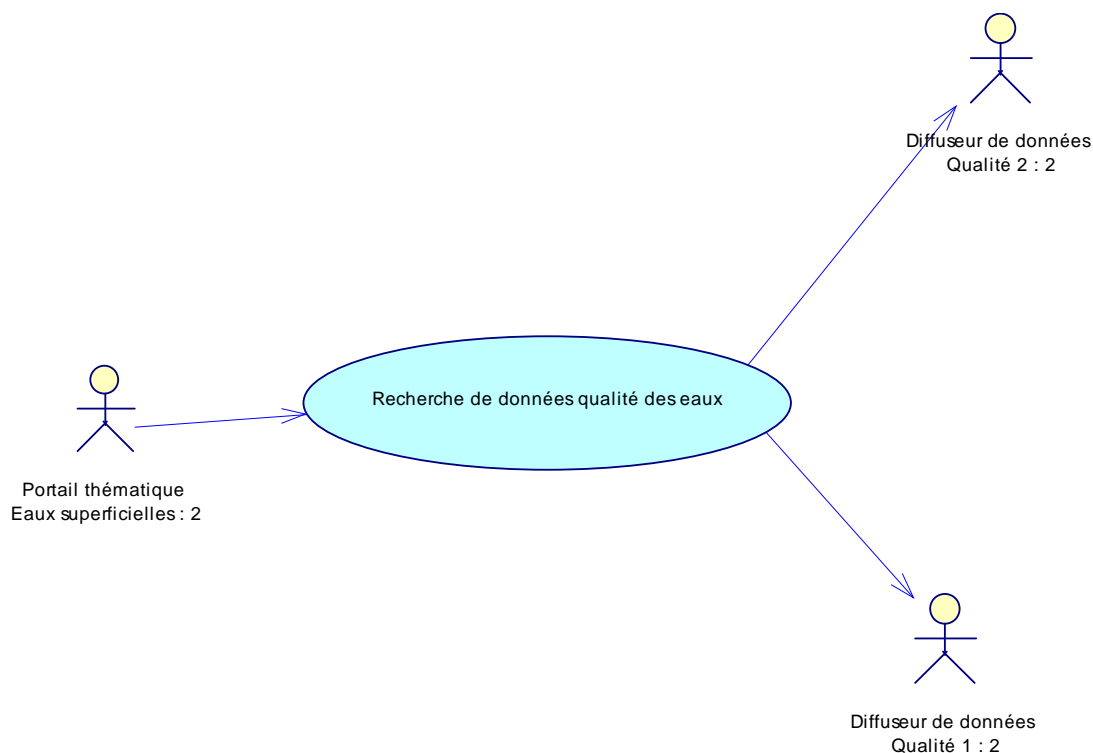 Diffuseur de données
Qualité 2 : 2
Recherche de données qualité des eaux
Portail thématique
Eaux superficielles : 2
Diffuseur de données
Qualité 1 : 2